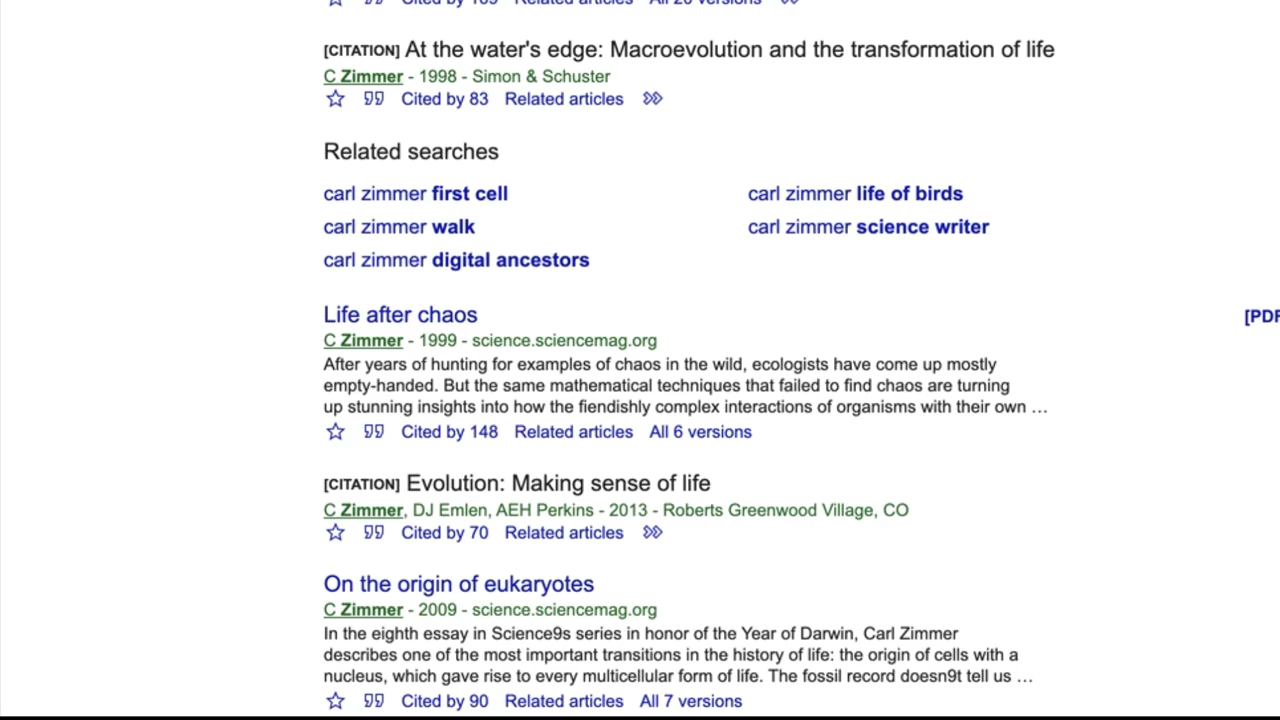 Cited by 169 Related articles All 20 versions
[CITATION] At the water's edge: Macroevolution and the transformation of life
C Zimmer - 1998 - Simon & Schuster
Cited by 83 Related articles
Related searches
carl zimmer first cell
carl zimmer life of birds
carl zimmer walk
carl zimmer science writer
carl zimmer digital ancestors
Life after chaos
[PDF
C Zimmer - 1999 - science.sciencemag.org
After years of hunting for examples of chaos in the wild, ecologists have come up mostly
empty-handed. But the same mathematical techniques that failed to find chaos are turning
up stunning insights into how the fiendishly complex interactions of organisms with their own …
Cited by 148 Related articles All 6 versions
[CITATION] Evolution: Making sense of life
C Zimmer, DJ Emlen, AEH Perkins - 2013 - Roberts Greenwood Village, CO
Cited by 70 Related articles
On the origin of eukaryotes
C Zimmer - 2009 - science.sciencemag.org
In the eighth essay in Science9s series in honor of the Year of Darwin, Carl Zimmer
describes one of the most important transitions in the history of life: the origin of cells with a
nucleus, which gave rise to every multicellular form of life. The fossil record doesn9t tell us …
Cited by 90 Related articles All 7 versions